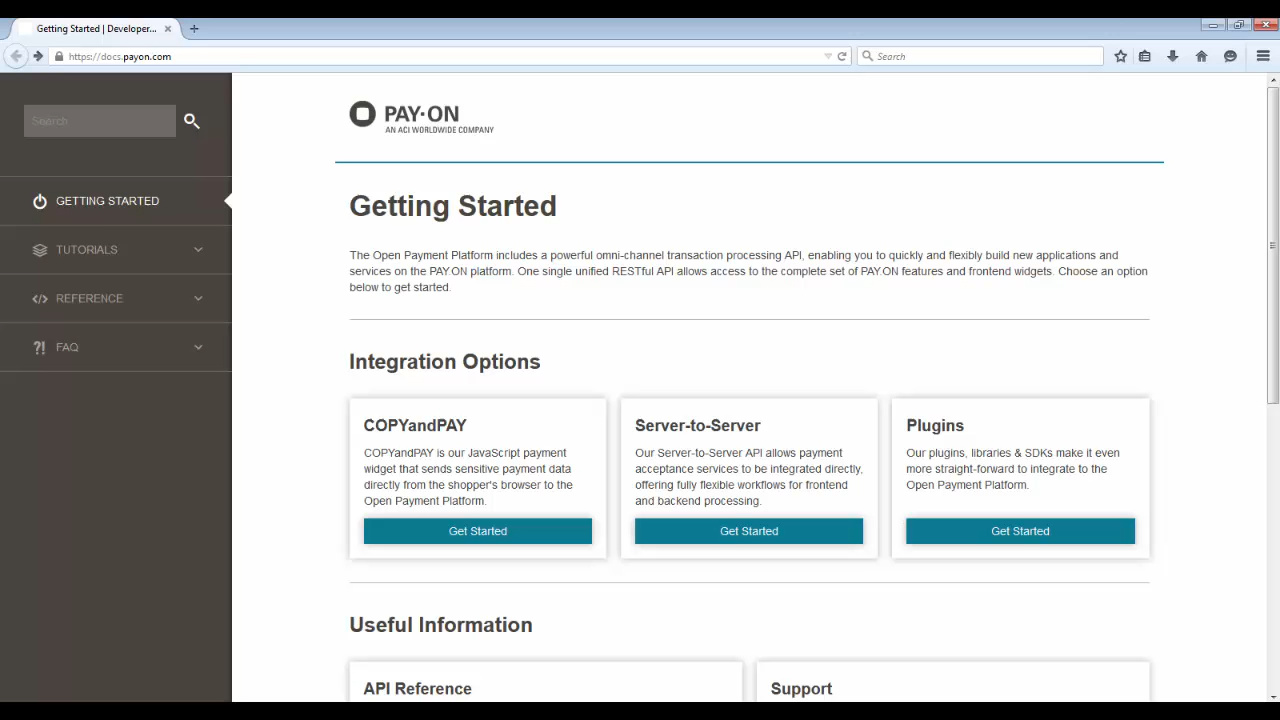 Getting Started | Developer...
https://docs.payon.com
Search
Search
GETTING STARTED
TUTORIALS
REFERENCE
FAQ
PAY·ON
AN ACI WORLDWIDE COMPANY
Getting Started
The Open Payment Platform includes a powerful omni-channel transaction processing API, enabling you to quickly and flexibly build new applications and
services on the PAY.ON platform. One single unified RESTful API allows access to the complete set of PAY.ON features and frontend widgets. Choose an option
below to get started.
Integration Options
COPYandPAY
COPYandPAY is our JavaScript payment
widget that sends sensitive payment data
directly from the shopper's browser to the
Open Payment Platform.
Get Started
Server-to-Server
Our Server-to-Server API allows payment
acceptance services to be integrated directly,
offering fully flexible workflows for frontend
and backend processing.
Get Started
Plugins
Our plugins, libraries & SDKs make it even
more straight-forward to integrate to the
Open Payment Platform.
Get Started
Useful Information
API Reference
Support